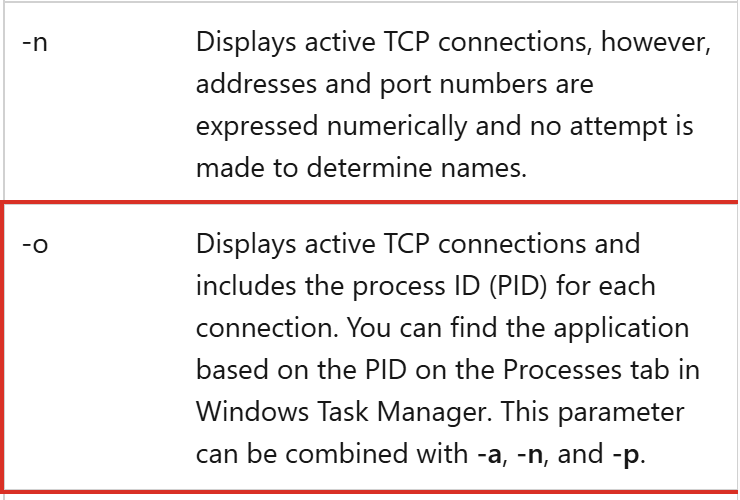 -n Displays active TCP connections, however,
addresses and port numbers are
expressed numerically and no attempt is
made to determine names.
-o Displays active TCP connections and
includes the process ID (PID) for each
connection. You can find the application
based on the PID on the Processes tab in
Windows Task Manager. This parameter
can be combined with -a, -n, and -p.